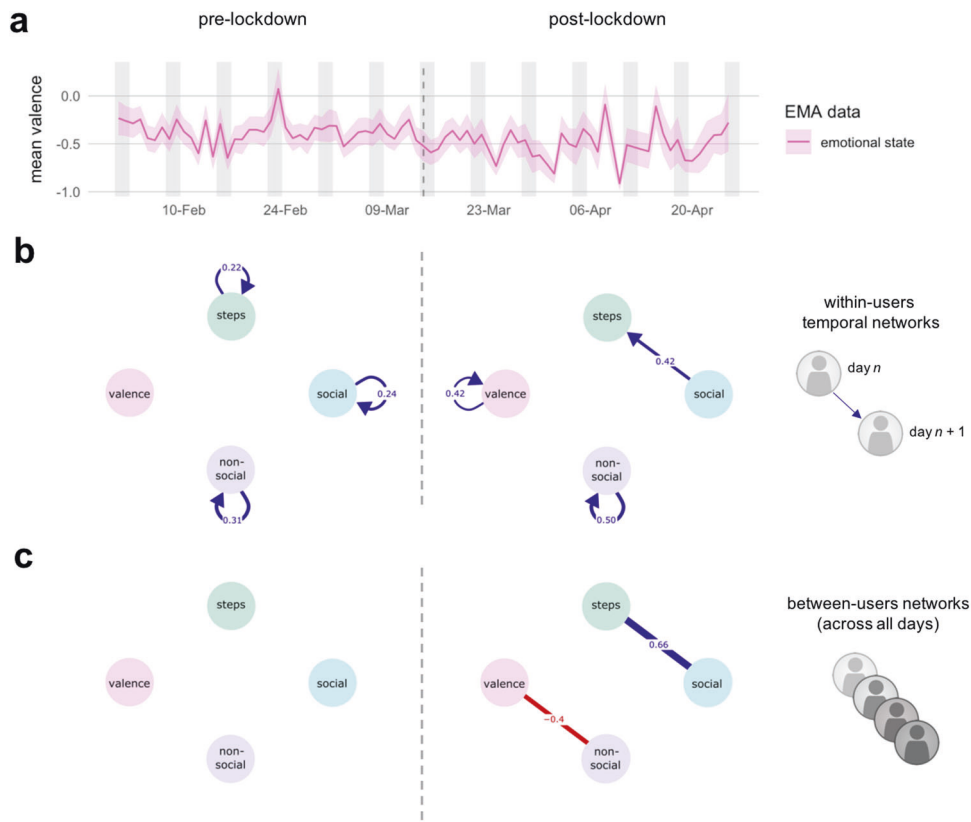 a
pre-lockdown
post-lockdown
mean valence
0.0
-0.5
-1.0
10-Feb
24-Feb
09-Mar
23-Mar
06-Apr
20-Apr
EMA data
emotional state
b
0.22
steps
valence
social
0.24
non-
social
0.31
steps
0.42
0.42
valence
social
non-
social
0.50
within-users
temporal networks
day n
day n + 1
c
steps
valence
social
non-
social
steps
0.66
valence
social
−0.4
non-
social
between-users networks
(across all days)